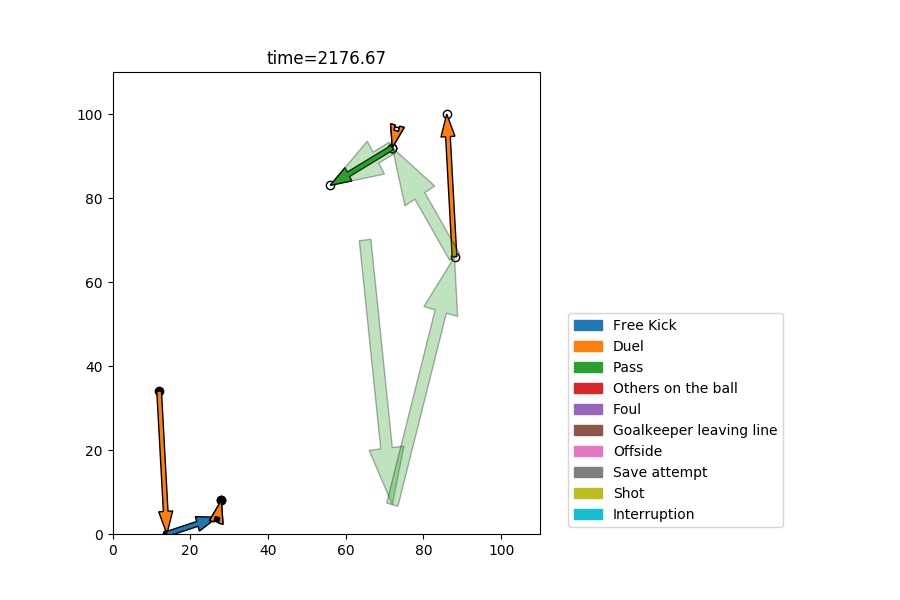 time=2176.67
100
80
60
40
20
0
0 20 40 60 80 100
Free Kick
Duel
Pass
Others on the ball
Foul
Goalkeeper leaving line
Offside
Save attempt
Shot
Interruption